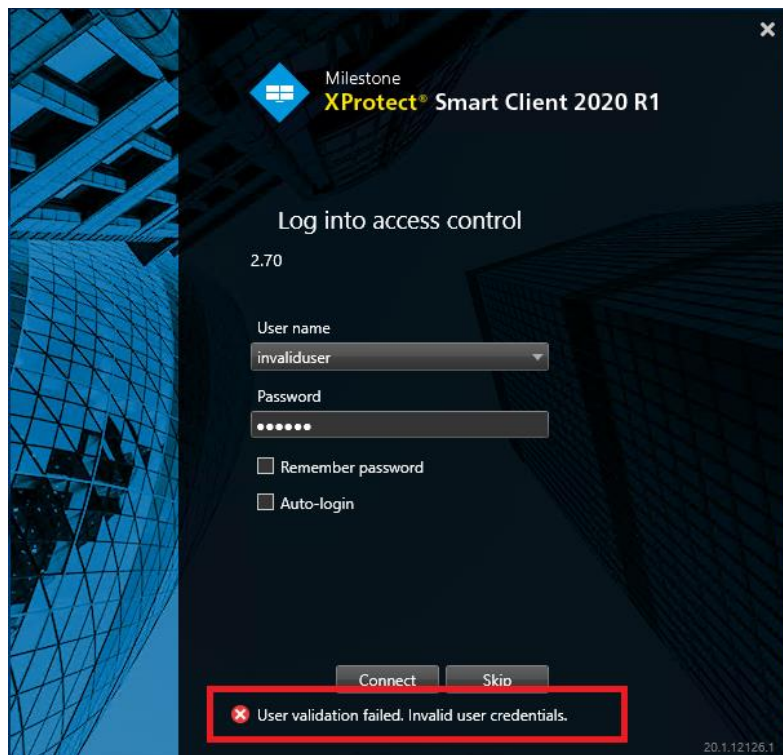 Milestone
XProtect® Smart Client 2020 R1
Log into access control
2.70
User name
invaliduser
Password
Remember password
Auto-login
Connect Skip
User validation failed. Invalid user credentials.
20.1.12126.1